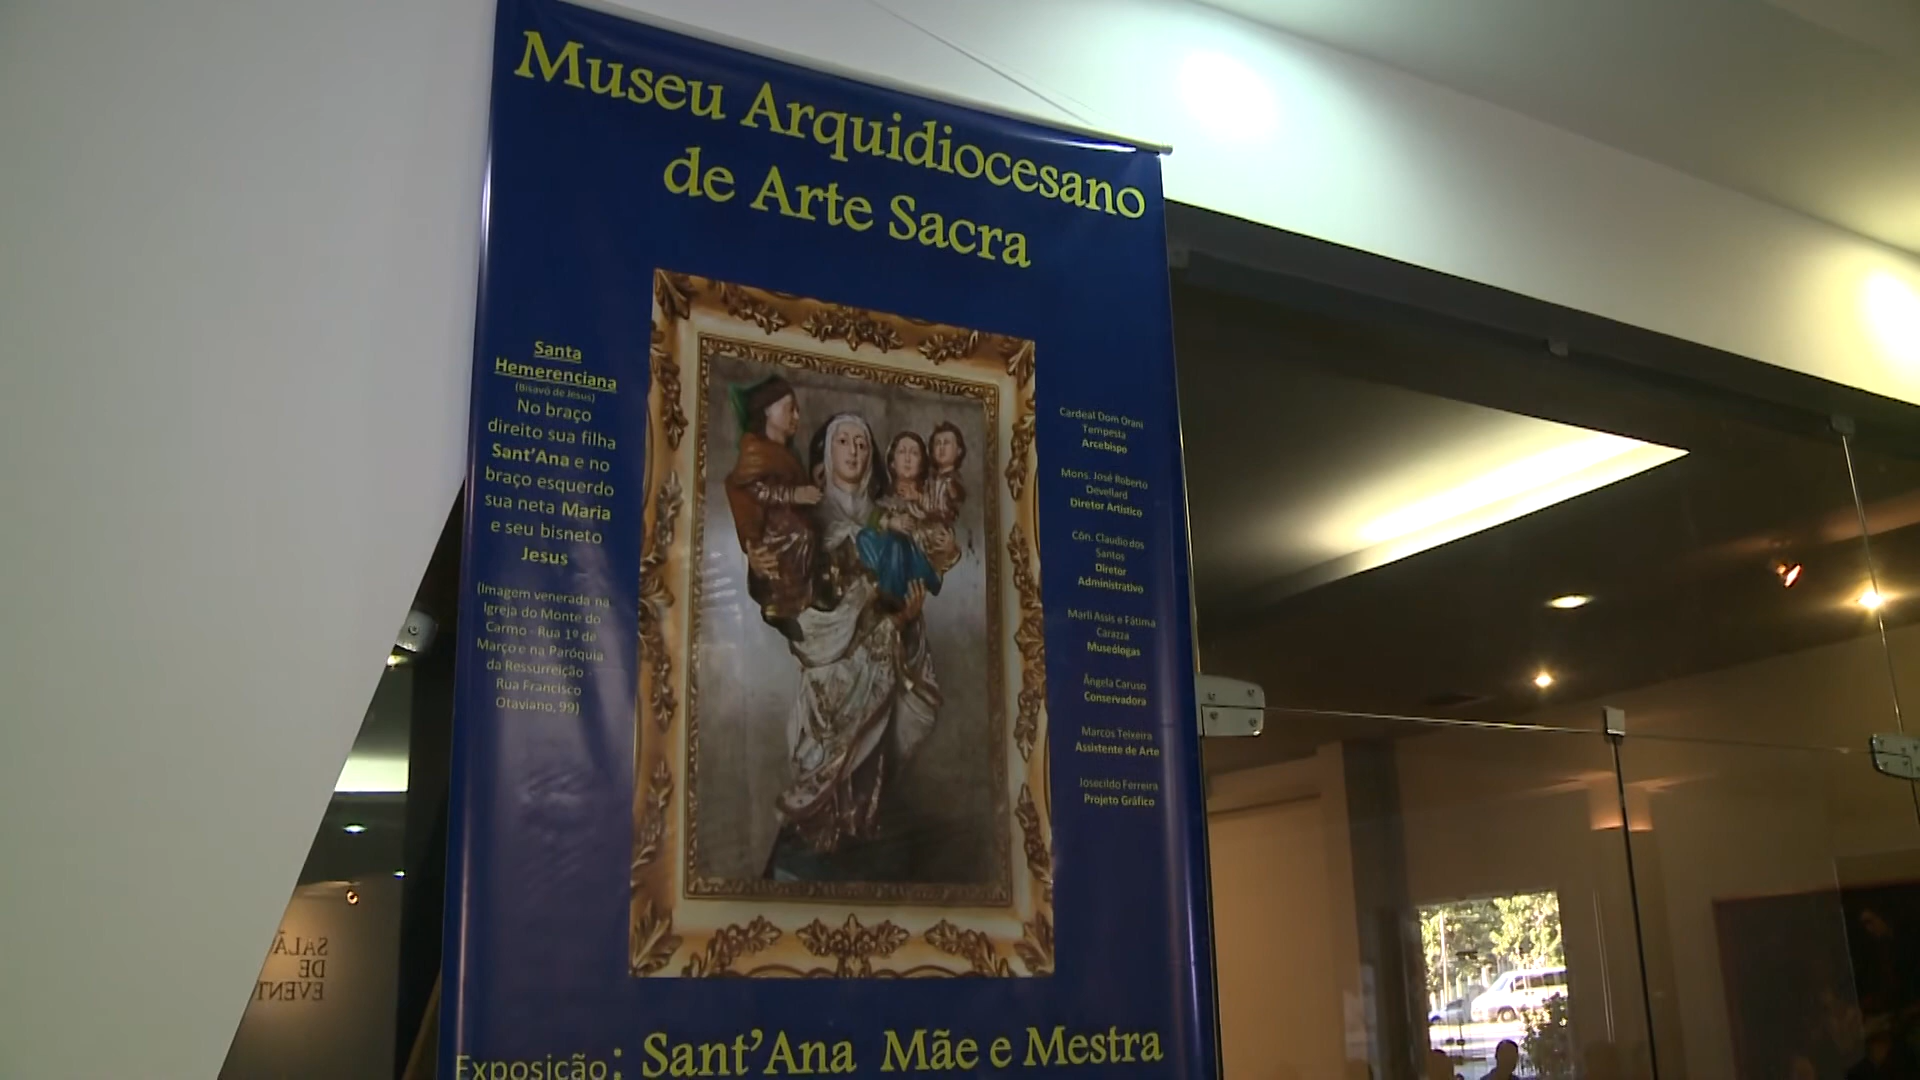 Museu Arquidiocesano
de Arte Sacra
Santa
Hemerenciana
(Bisavó de Jesus)
No braço
direito sua filha
Sant'Ana e no
braço esquerdo
sua neta Maria
e seu bisneto
Jesus
(Imagem venerada na
Igreja do Monte do
Carmo - Rua 1º de
Março e na Paróquia
da Ressurreição -
Rua Francisco
Otaviano, 99)
Cardeal Dom Orani
Tempesta
Arcebispo
Mons. José Roberto
Devellard
Diretor Artístico
Côn. Claudio dos
Santos
Diretor
Administrativo
Marli Assis e Fátima
Carazza
Museólogas
Ângela Caruso
Conservadora
Marcos Teixeira
Assistente de Arte
Josecildo Ferreira
Projeto Gráfico
Exposição: Sant'Ana Mãe e Mestra
DE